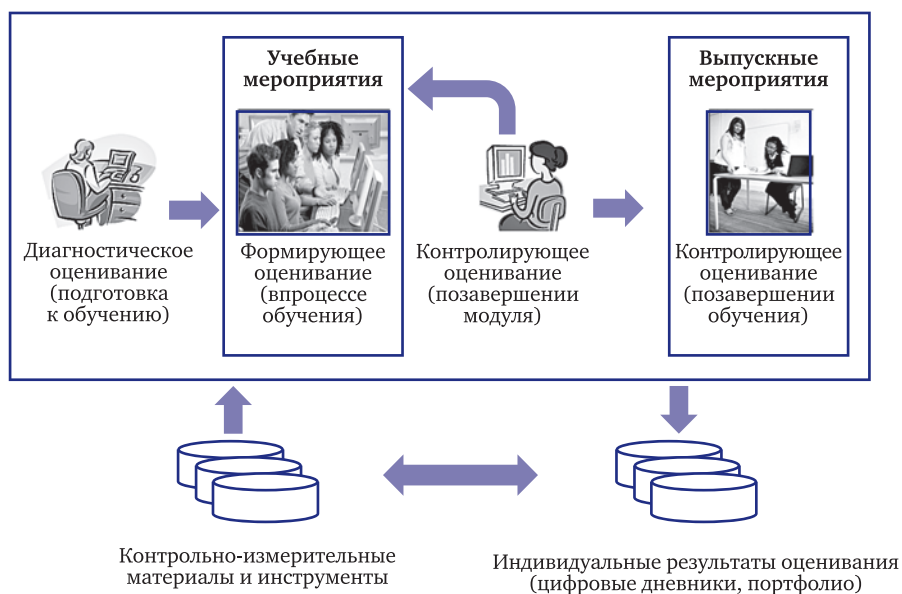 Учебные
мероприятия
Выпускные
мероприятия
Диагностическое
оценивание
(подготовка
к обучению)
Формирующее
оценивание
(впроцессе
обучения)
Контролирующее
оценивание
(позавершении
модуля)
Контролирующее
оценивание
(позавершении
обучения)
Контрольно-измерительные
материалы и инструменты
Индивидуальные результаты оценивания
(цифровые дневники, портфолио)